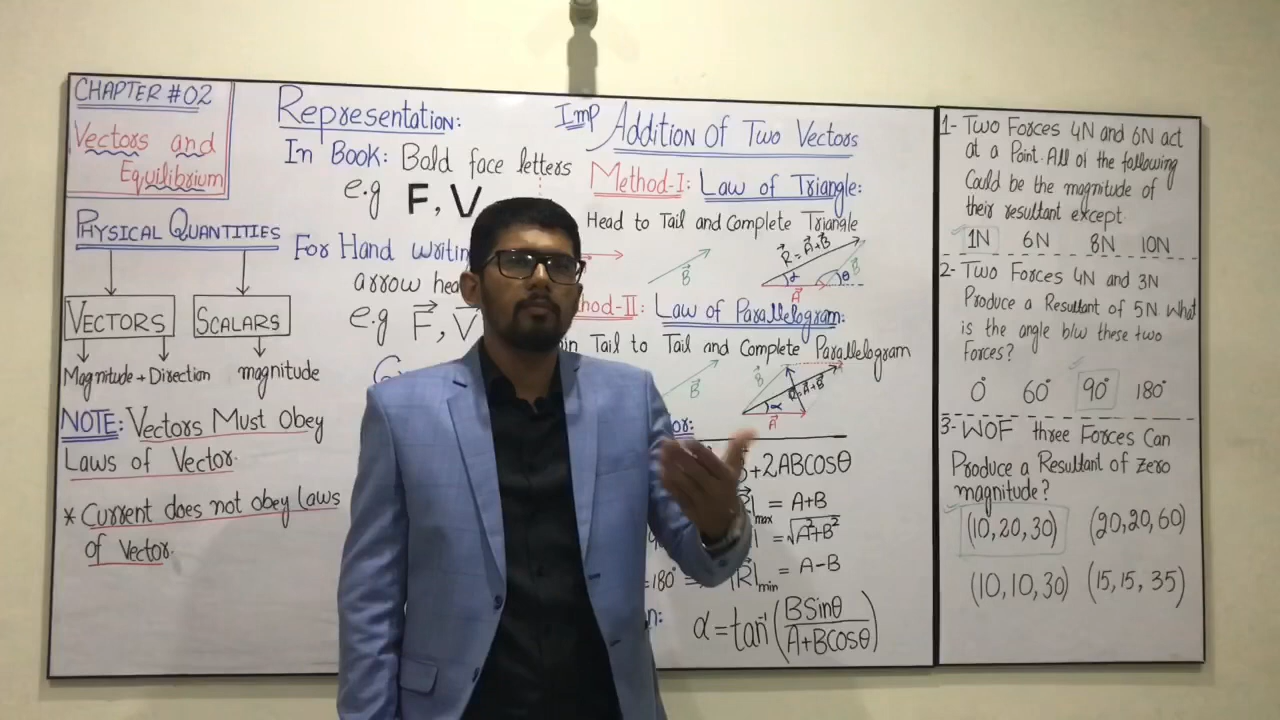 CHAPTER #02
Vectors and
Equilibrium
PHYSICAL QUANTITIES
VECTORS SCALARS
Magnitude + Direction magnitude
NOTE: Vectors Must Obey
Laws of Vector.
* Current does not obey laws
of Vector.
Representation:
In Book: Bold face letters
e.g F, V
For Hand
arrow
e.g F⃗, V
Imp Addition Of Two Vectors
Method-I: Law of Triangle:
Head to Tail and Complete Triangle
B⃗ R⃗ = A⃗+B⃗ α A⃗ θ B⃗
Law of Parallelogram:
Tail to Tail and Complete Parallelogram
B⃗ B⃗ α A⃗
+2ABCosθ
max = A+B
= √A²+B²
=180° |R⃗|min = A-B
α = tan⁻¹(BSinθ/A+BCosθ)
1- Two Forces 4N and 6N act
at a Point. All of the following
Could be the magnitude of
their resultant except.
1N 6N 8N 10N
2- Two Forces 4N and 3N
Produce a Resultant of 5N What
is the angle b/w these two
Forces?
0° 60° 90° 180°
3- WOF three Forces Can
Produce a Resultant of Zero
magnitude?
(10,20,30) (20,20,60)
(10,10,30) (15,15,35)